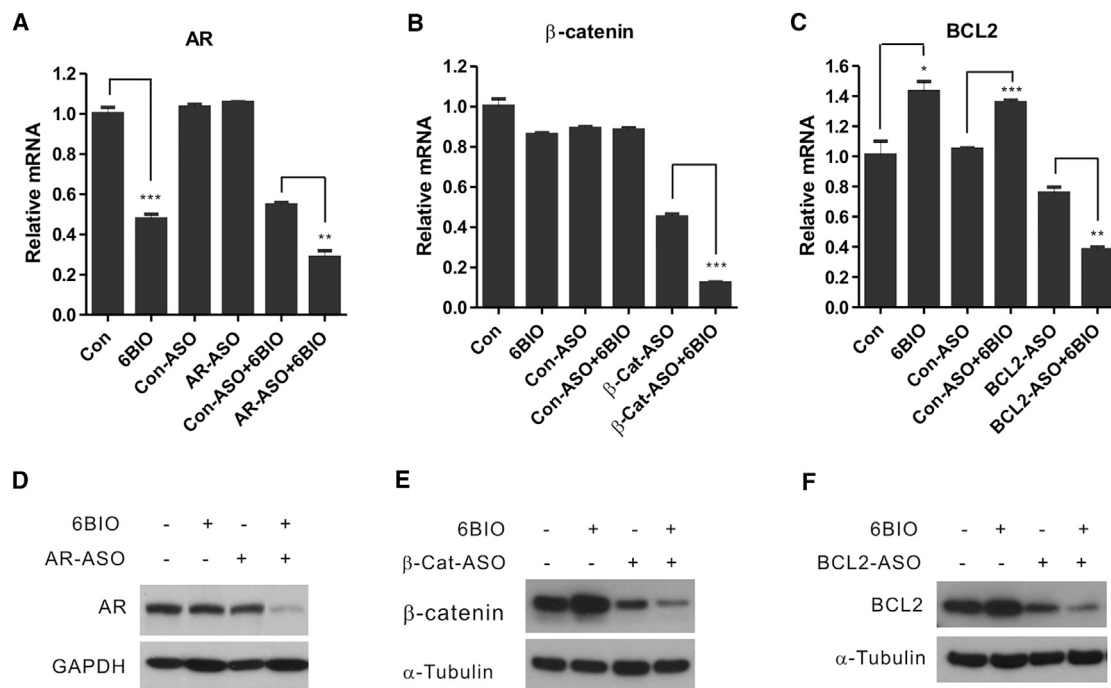 A
AR
Relative mRNA
1.2
1.0
0.8
0.6
0.4
0.2
0.0
***
**
Con
6BIO
Con-ASO
AR-ASO
Con-ASO+6BIO
AR-ASO+6BIO
B
β-catenin
Relative mRNA
1.2
1.0
0.8
0.6
0.4
0.2
0.0
***
Con
6BIO
Con-ASO
Con-ASO+6BIO
β-Cat-ASO
β-Cat-ASO+6BIO
C
BCL2
Relative mRNA
1.6
1.4
1.2
1.0
0.8
0.6
0.4
0.2
0.0
*
***
**
Con
6BIO
Con-ASO
Con-ASO+6BIO
BCL2-ASO
BCL2-ASO+6BIO
D
6BIO - + - +
AR-ASO - - + +
AR
GAPDH
E
6BIO - + - +
β-Cat-ASO - - + +
β-catenin
α-Tubulin
F
6BIO - + - +
BCL2-ASO - - + +
BCL2
α-Tubulin